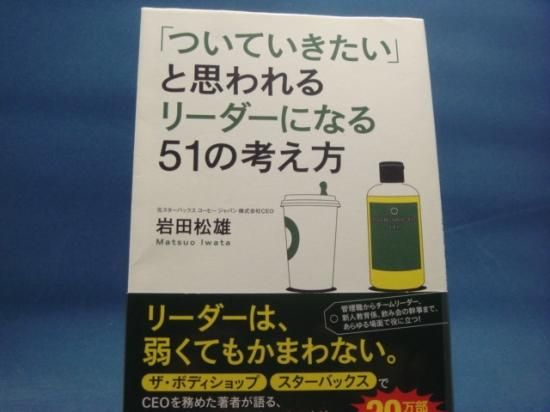 「ついていきたい」
と思われる
リーダーになる
51の考え方
元スターバックス コーヒー ジャパン 株式会社CEO
岩田松雄
Matsuo Iwata
管理職からチームリーダー、
新人教育係、飲み会の幹事まで、
あらゆる場面で役に立つ!
リーダーは、
弱くてもかまわない。
ザ・ボディショップ スターバックス で
CEOを務めた著者が語る、
20万部